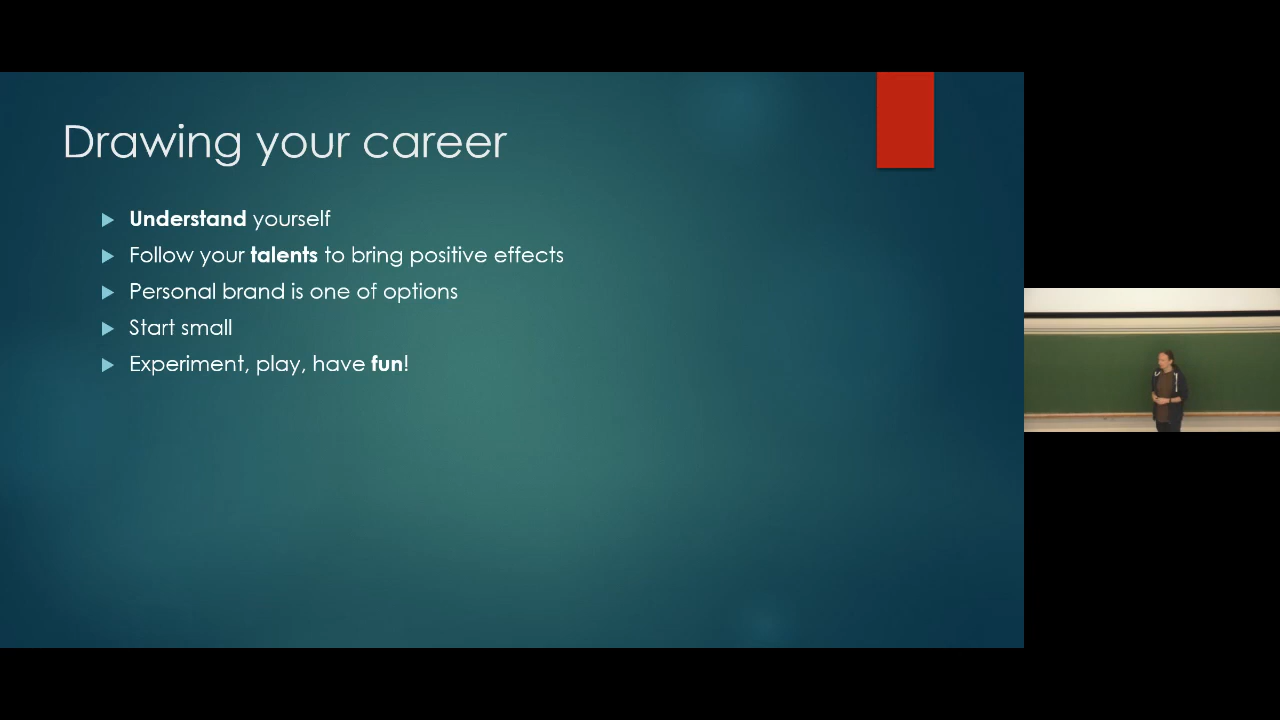 Drawing your career
Understand yourself
Follow your talents to bring positive effects
Personal brand is one of options
Start small
Experiment, play, have fun!